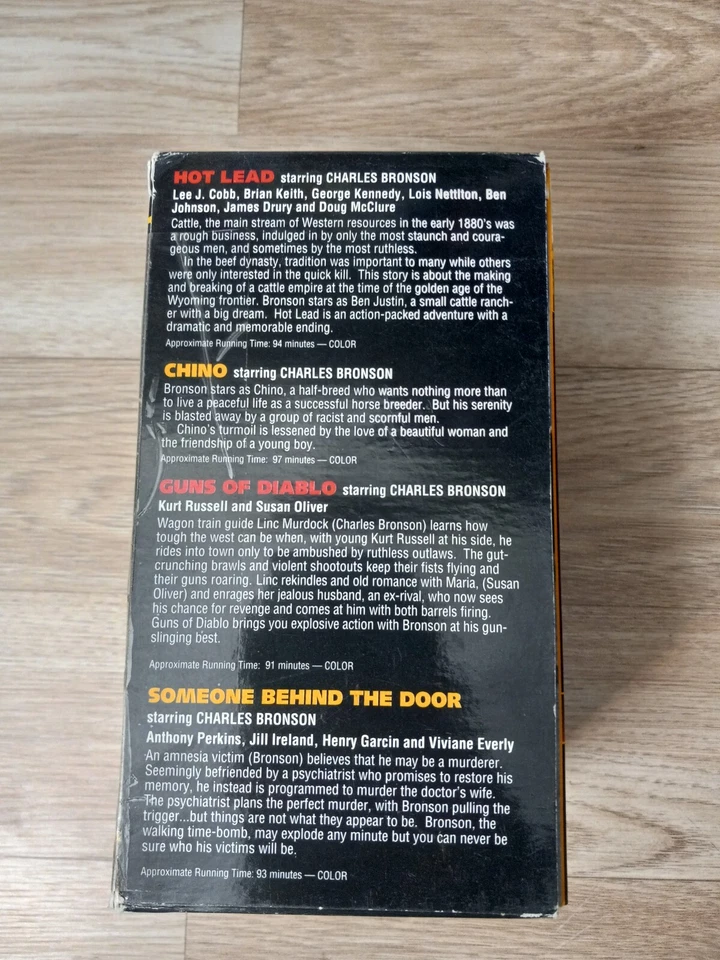 HOT LEAD starring CHARLES BRONSON
Lee J. Cobb, Brian Keith, George Kennedy, Lois Nettliton, Ben
Johnson, James Drury and Doug McClure
Cattle, the main stream of Western resources in the early 1880's was
a rough business, indulged in by only the most staunch and coura-
geous men, and sometimes by the most ruthless.
In the beef dynasty, tradition was important to many while others
were only interested in the quick kill. This story is about the making
and breaking of a cattle empire at the time of the golden age of the
Wyoming frontier. Bronson stars as Ben Justin, a small cattle ranch-
er with a big dream. Hot Lead is an action-packed adventure with a
dramatic and memorable ending.
Approximate Running Time: 94 minutes — COLOR
CHINO starring CHARLES BRONSON
Bronson stars as Chino, a half-breed who wants nothing more than
to live a peaceful life as a successful horse breeder. But his serenity
is blasted away by a group of racist and scornful men.
Chino's turmoil is lessened by the love of a beautiful woman and
the friendship of a young boy.
Approximate Running Time: 97 minutes — COLOR
GUNS OF DIABLO starring CHARLES BRONSON
Kurt Russell and Susan Oliver
Wagon train guide Linc Murdock (Charles Bronson) learns how
tough the west can be when, with young Kurt Russell at his side, he
rides into town only to be ambushed by ruthless outlaws. The gut-
crunching brawls and violent shootouts keep their fists flying and
their guns roaring. Linc rekindles and old romance with Maria, (Susan
Oliver) and enrages her jealous husband, an ex-rival, who now sees
his chance for revenge and comes at him with both barrels firing.
Guns of Diablo brings you explosive action with Bronson at his gun-
slinging best.
Approximate Running Time: 91 minutes — COLOR
SOMEONE BEHIND THE DOOR
starring CHARLES BRONSON
Anthony Perkins, Jill Ireland, Henry Garcin and Viviane Everly
An amnesia victim (Bronson) believes that he may be a murderer.
Seemingly befriended by a psychiatrist who promises to restore his
memory, he instead is programmed to murder the doctor's wife.
The psychiatrist plans the perfect murder, with Bronson pulling the
trigger...but things are not what they appear to be. Bronson, the
walking time-bomb, may explode any minute but you can never be
sure who his victims will be.
Approximate Running Time: 93 minutes — COLOR